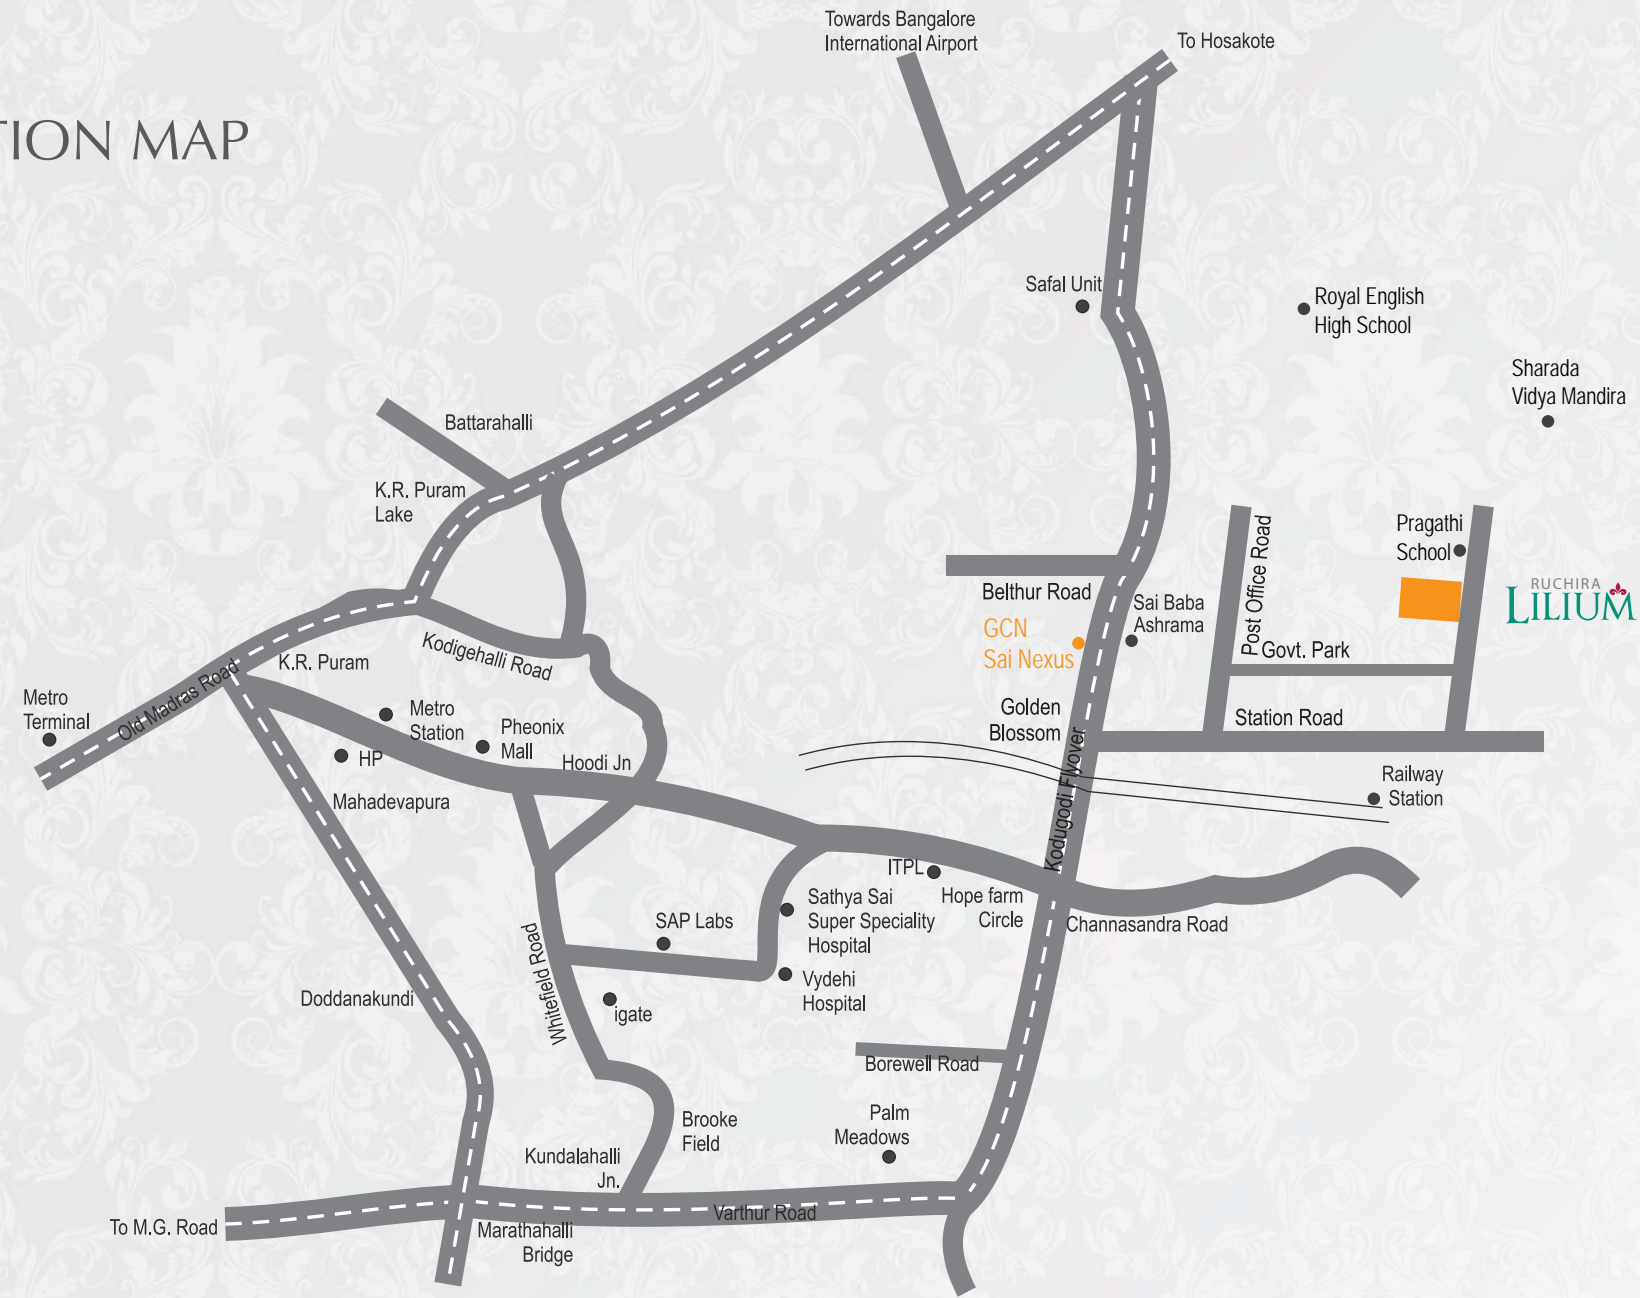 Towards Bangalore
International Airport
To Hosakote
TION MAP
Safal Unit
Royal English
High School
Sharada
Vidya Mandira
Battarahalli
K.R. Puram
Lake
Pragathi
School
Post Office Road
Belthur Road
RUCHIRA
LILIUM
Sai Baba
Ashrama
GCN
Sai Nexus
Kodigehalli Road
Govt. Park
K.R. Puram
Old Madras Road
Metro
Terminal
Metro
Station
Pheonix
Mall
Golden
Blossom
Station Road
HP
Hoodi Jn
Kodugodi Flyover
Railway
Station
Mahadevapura
ITPL
Hope farm
Circle
Sathya Sai
Super Speciality
Hospital
SAP Labs
Channasandra Road
Whitefield Road
Vydehi
Hospital
Doddanakundi
igate
Borewell Road
Palm
Meadows
Brooke
Field
Kundalahalli
Jn.
To M.G. Road
Varthur Road
Marathahalli
Bridge